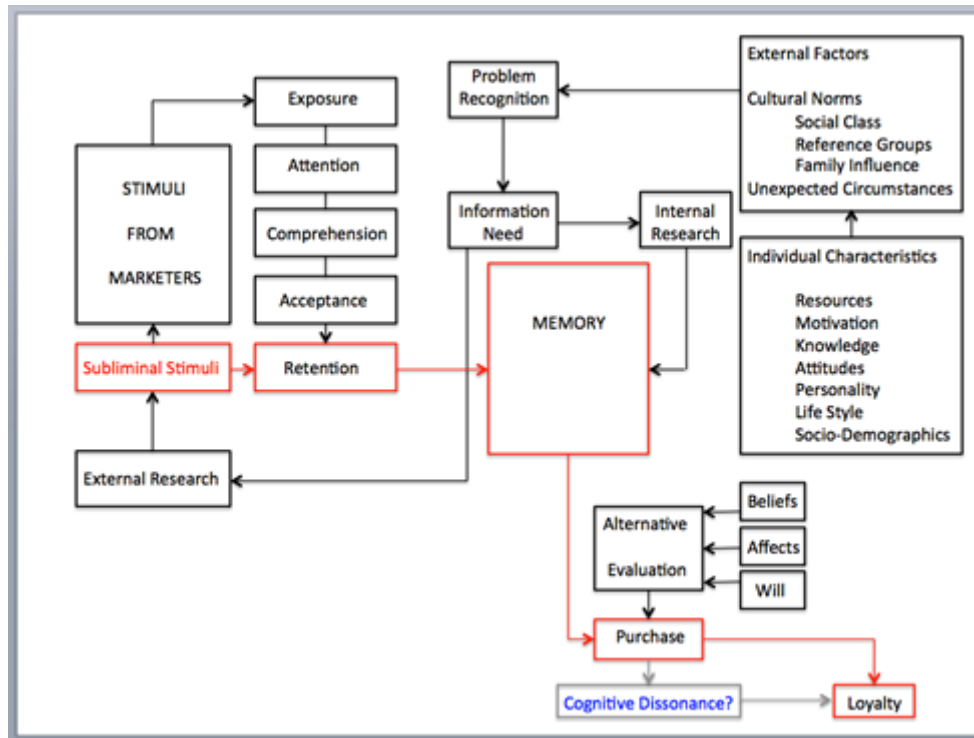 Exposure
Attention
Comprehension
Acceptance
Retention
STIMULI
FROM
MARKETERS
Subliminal Stimuli
External Research
Problem
Recognition
Information
Need
Internal
Research
MEMORY
External Factors
Cultural Norms
Social Class
Reference Groups
Family Influence
Unexpected Circumstances
Individual Characteristics
Resources
Motivation
Knowledge
Attitudes
Personality
Life Style
Socio-Demographics
Alternative
Evaluation
Beliefs
Affects
Will
Purchase
Cognitive Dissonance?
Loyalty